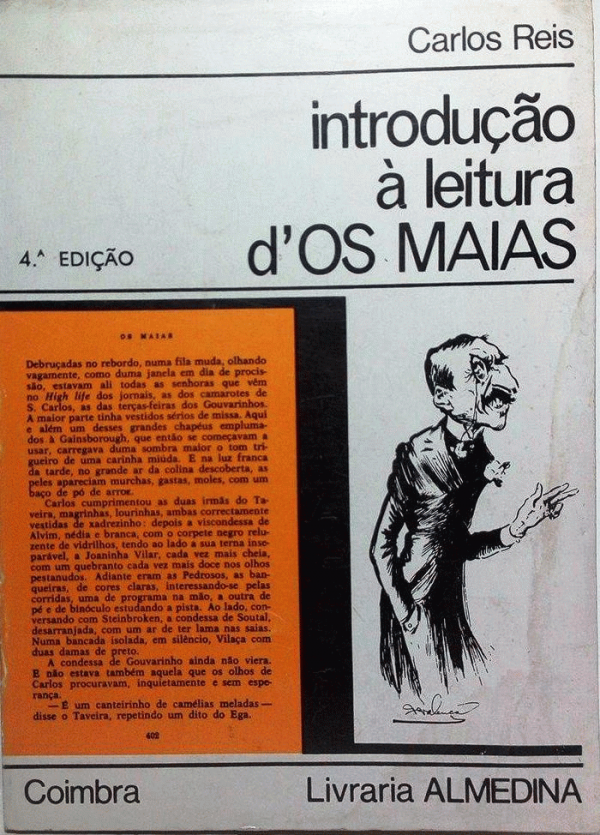 Carlos Reis
introdução
à leitura
d'OS MAIAS
4.ª EDIÇÃO
OS MAIAS
Debruçadas no rebordo, numa fila muda, olhando
vagamente, como duma janela em dia de procis-
são, estavam ali todas as senhoras que vêm
no High life dos jornais, as dos camarotes de
S. Carlos, as das terças-feiras dos Gouvarinhos.
A maior parte tinha vestidos sérios de missa. Aqui
e além um desses grandes chapéus empluma-
dos à Gainsborough, que então se começavam a
usar, carregava duma sombra maior o tom tri-
gueiro de uma carinha miúda. E na luz franca
da tarde, no grande ar da colina descoberta, as
peles apareciam murchas, gastas, moles, com um
baço de pó de arroz.
Carlos cumprimentou as duas irmãs do Ta-
veira, magrinhas, lourinhas, ambas correctamente
vestidas de xadrezinho: depois a viscondessa de
Alvim, nédia e branca, com o corpete negro relu-
zente de vidrilhos, tendo ao lado a sua terna inse-
parável, a Joaninha Vilar, cada vez mais cheia,
com um quebranto cada vez mais doce nos olhos
pestanudos. Adiante eram as Pedrosos, as ban-
queiras, de cores claras, interessando-se pelas
corridas, uma de programa na mão, a outra de
pé e de binóculo estudando a pista. Ao lado, con-
versando com Steinbroken, a condessa de Soutal,
desarranjada, com um ar de ter lama nas saias.
Numa bancada isolada, em silêncio, Vilaça com
duas damas de preto.
A condessa de Gouvarinho ainda não viera.
E não estava também aquela que os olhos de
Carlos procuravam, inquietamente e sem espe-
rança.
— É um canteirinho de camélias meladas —
disse o Taveira, repetindo um dito do Ega.
402
Coimbra
Livraria ALMEDINA